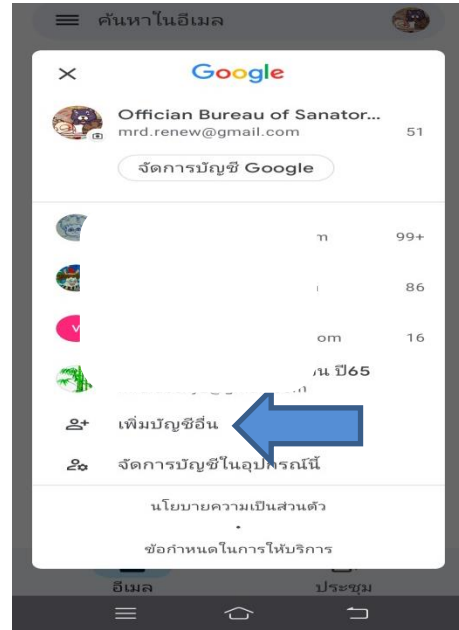 ค้นหาในอีเมล
Google
Offician Bureau of Sanator...
mrd.renew@gmail.com
51
จัดการบัญชี Google
99+
86
V
om
16
ปี65
เพิ่มบัญชีอื่น
จัดการบัญชีในอุปกรณ์นี้
นโยบายความเป็นส่วนตัว
•
ข้อกำหนดในการให้บริการ
อีเมล
ประชุม